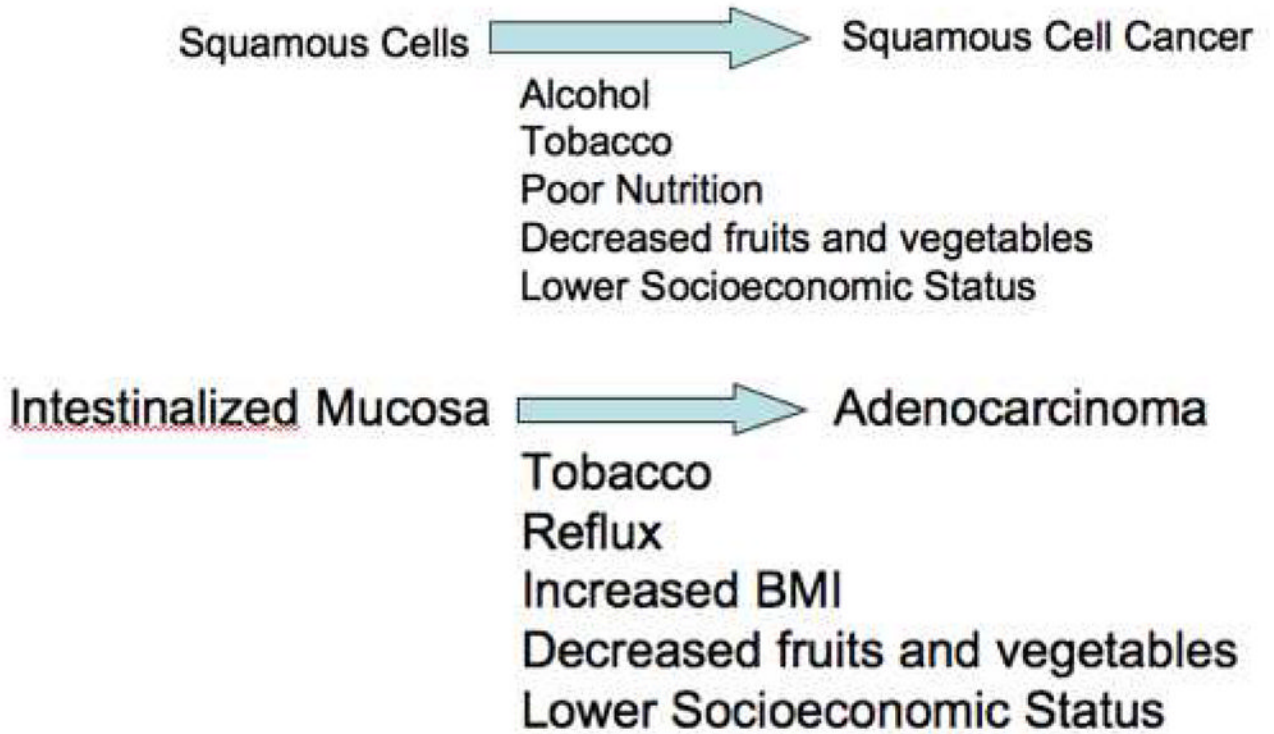 Squamous Cells
Squamous Cell Cancer
Alcohol
Tobacco
Poor Nutrition
Decreased fruits and vegetables
Lower Socioeconomic Status
Intestinalized Mucosa
Adenocarcinoma
Tobacco
Reflux
Increased BMI
Decreased fruits and vegetables
Lower Socioeconomic Status